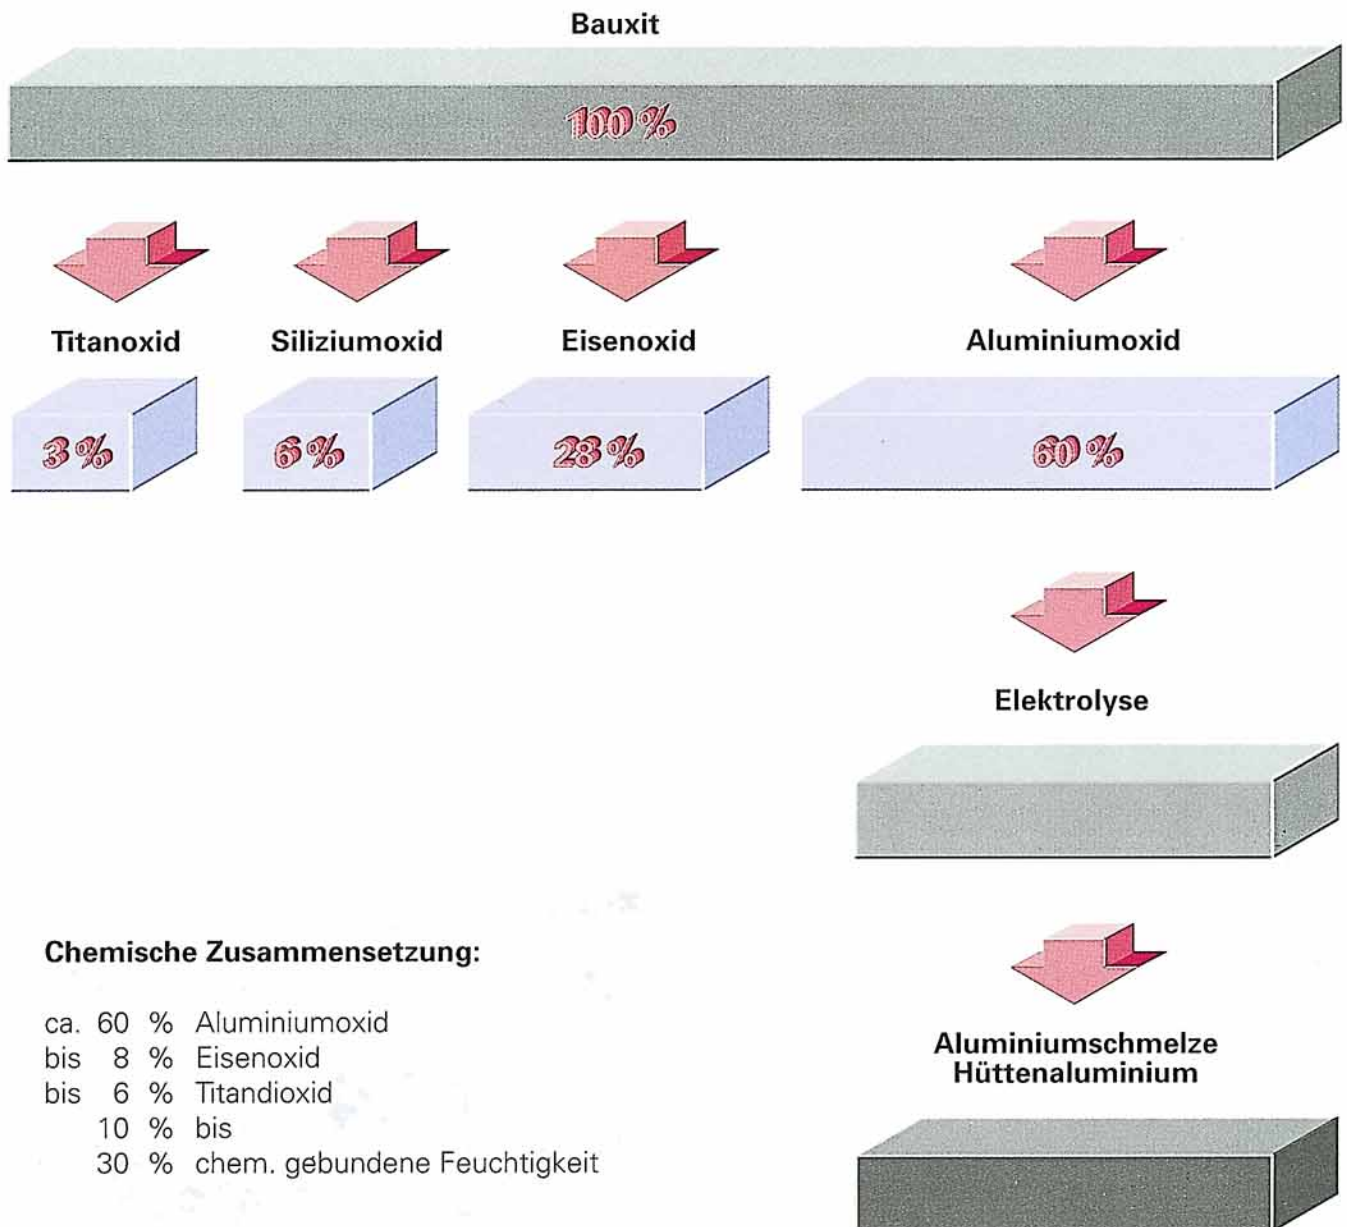 Bauxit
100 %
Titanoxid Siliziumoxid Eisenoxid Aluminiumoxid
3 % 6 % 28 % 60 %
Elektrolyse
Chemische Zusammensetzung:
ca. 60 % Aluminiumoxid
bis 8 % Eisenoxid
bis 6 % Titandioxid
10 % bis
30 % chem. gebundene Feuchtigkeit
Aluminiumschmelze
Hüttenaluminium